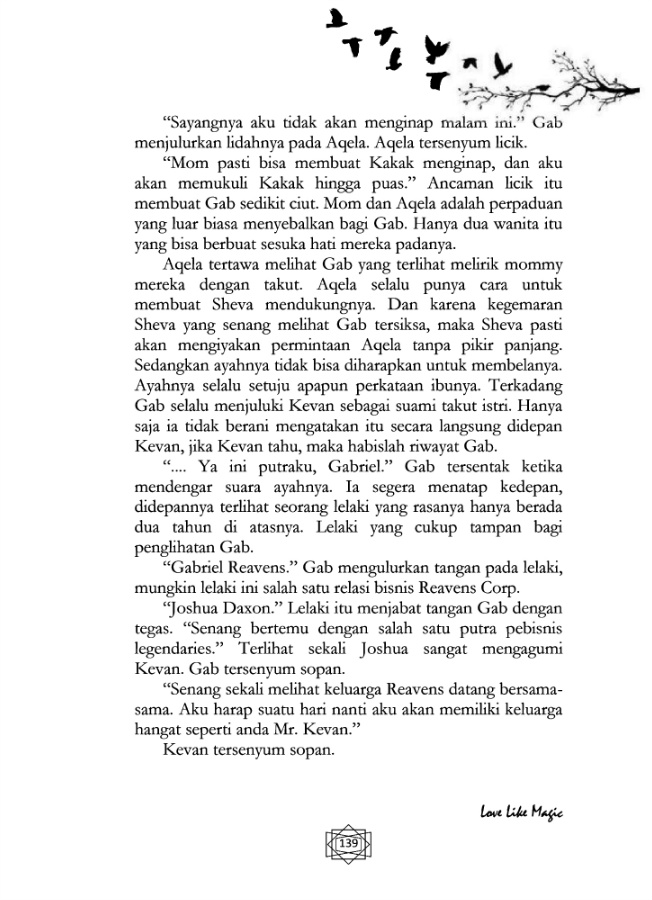 “Sayangnya aku tidak akan menginap malam ini.” Gab
menjulurkan lidahnya pada Aqela. Aqela tersenyum licik.
“Mom pasti bisa membuat Kakak menginap, dan aku
akan memukuli Kakak hingga puas.” Ancaman licik itu
membuat Gab sedikit ciut. Mom dan Aqela adalah perpaduan
yang luar biasa menyebalkan bagi Gab. Hanya dua wanita itu
yang bisa berbuat sesuka hati mereka padanya.
Aqela tertawa melihat Gab yang terlihat melirik mommy
mereka dengan takut. Aqela selalu punya cara untuk
membuat Sheva mendukungnya. Dan karena kegemaran
Sheva yang senang melihat Gab tersiksa, maka Sheva pasti
akan mengiyakan permintaan Aqela tanpa pikir panjang.
Sedangkan ayahnya tidak bisa diharapkan untuk membelanya.
Ayahnya selalu setuju apapun perkataan ibunya. Terkadang
Gab selalu menjuluki Kevan sebagai suami takut istri. Hanya
saja ia tidak berani mengatakan itu secara langsung didepan
Kevan, jika Kevan tahu, maka habislah riwayat Gab.
“.... Ya ini putraku, Gabriel.” Gab tersentak ketika
mendengar suara ayahnya. Ia segera menatap kedepan,
didepannya terlihat seorang lelaki yang rasanya hanya berada
dua tahun di atasnya. Lelaki yang cukup tampan bagi
penglihatan Gab.
“Gabriel Reavens.” Gab mengulurkan tangan pada lelaki,
mungkin lelaki ini salah satu relasi bisnis Reavens Corp.
“Joshua Daxon.” Lelaki itu menjabat tangan Gab dengan
tegas. “Senang bertemu dengan salah satu putra pebisnis
legendaries.” Terlihat sekali Joshua sangat mengagumi
Kevan. Gab tersenyum sopan.
“Senang sekali melihat keluarga Reavens datang bersama-
sama. Aku harap suatu hari nanti aku akan memiliki keluarga
hangat seperti anda Mr. Kevan.”
Kevan tersenyum sopan.
Love Like Magic
139